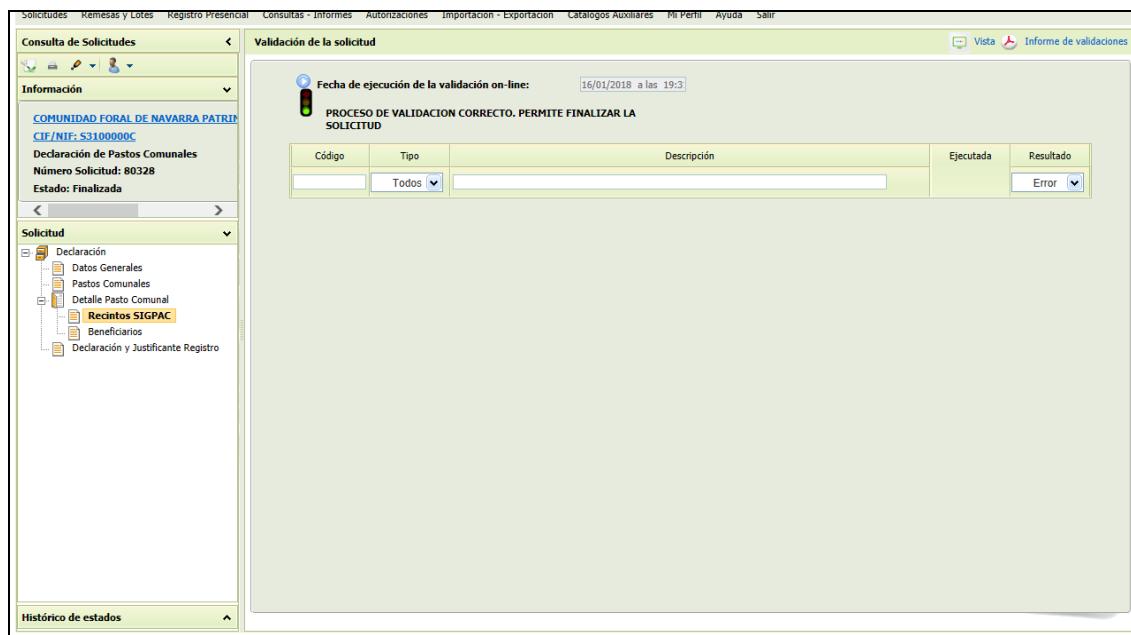 Solicitudes Remesas y Lotes Registro Presencial Consultas - Informes Autorizaciones Importación - Exportación Catálogos Auxiliares Mi Perfil Ayuda Salir
Consulta de Solicitudes
Validación de la solicitud
Vista Informe de validaciones
Información
COMUNIDAD FORAL DE NAVARRA PATRIN
CIF/NIF: S3100000C
Declaración de Pastos Comunales
Número Solicitud: 80328
Estado: Finalizada
Solicitud
Declaración
Datos Generales
Pastos Comunales
Detalle Pasto Comunal
Recintos SIGPAC
Beneficiarios
Declaración y Justificante Registro
Histórico de estados
Fecha de ejecución de la validación on-line: 16/01/2018 a las 19:3
PROCESO DE VALIDACION CORRECTO. PERMITE FINALIZAR LA
SOLICITUD
Código Tipo Descripción Ejecutada Resultado
Todos Error